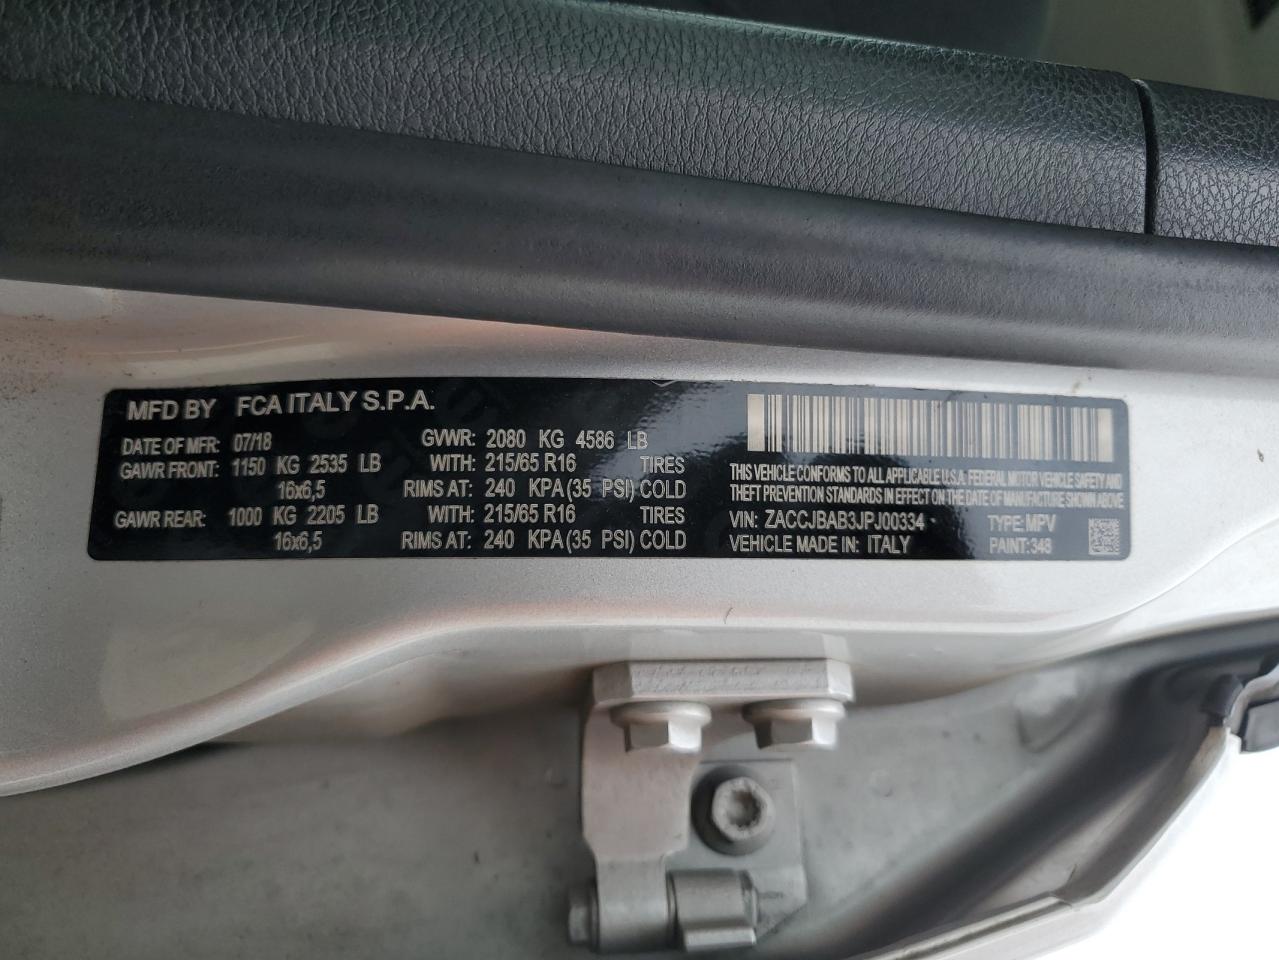 MFD BY FCA ITALY S.P.A.
DATE OF MFR: 07/18 GVWR: 2080 KG 4586 LB
GAWR FRONT: 1150 KG 2535 LB WITH: 215/65 R16 TIRES
16x6,5 RIMS AT: 240 KPA(35 PSI) COLD
GAWR REAR: 1000 KG 2205 LB WITH: 215/65 R16 TIRES
16x6,5 RIMS AT: 240 KPA(35 PSI) COLD
THIS VEHICLE CONFORMS TO ALL APPLICABLE U.S.A: FEDERAL MOTOR VEHICLE SAFETY AND
THEFT PREVENTION STANDARDS IN EFFECT ON THE DATE OF MANUFACTURE SHOWN ABOVE
VIN: ZACCJBAB3JPJ00334 TYPE: MPV
VEHICLE MADE IN: ITALY PAINT:348